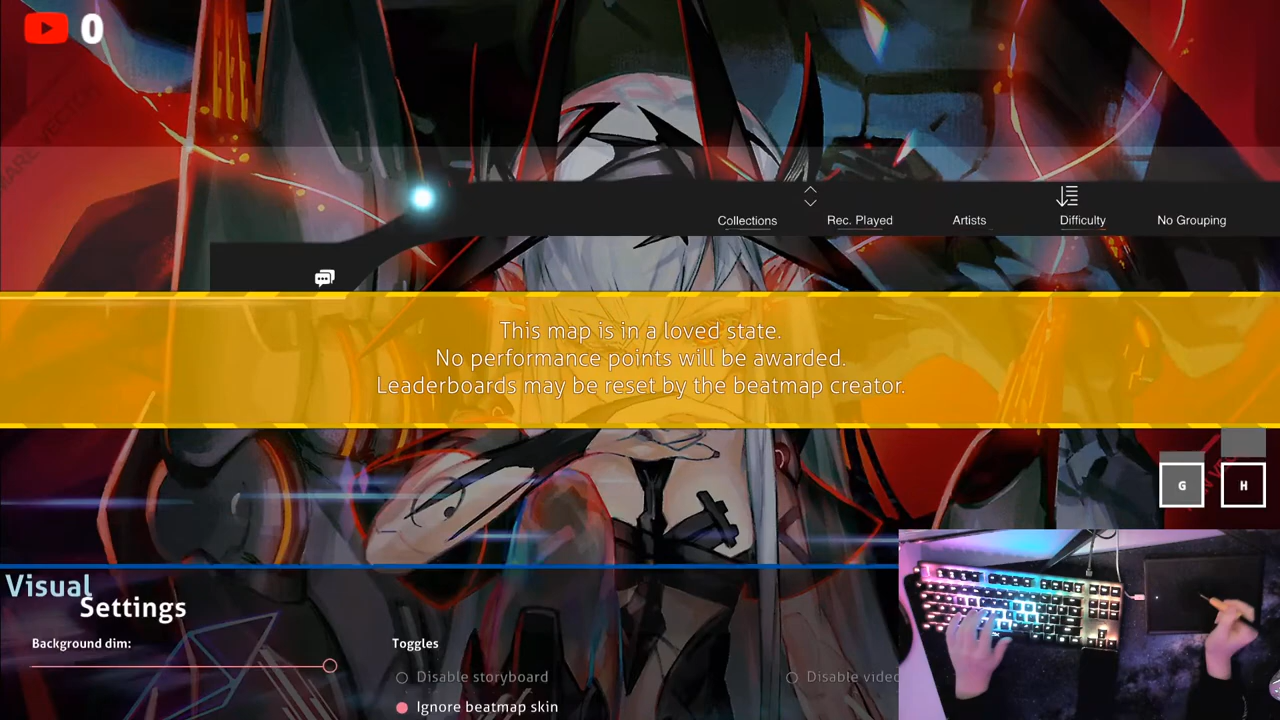 0
Collections
Rec. Played
Artists
Difficulty
No Grouping
This map is in a loved state.
No performance points will be awarded.
Leaderboards may be reset by the beatmap creator.
G
H
Visual
Settings
Background dim:
Toggles
Disable storyboard
Disable video
Ignore beatmap skin